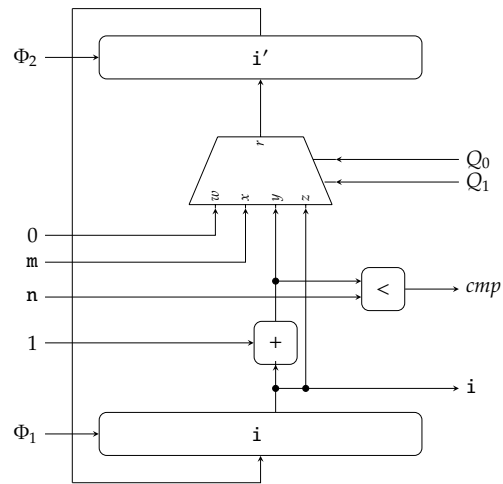 Φ₂ i′
r
Q₀
Q₁
w x y z
0
m
n < cmp
1 +
i
Φ₁ i